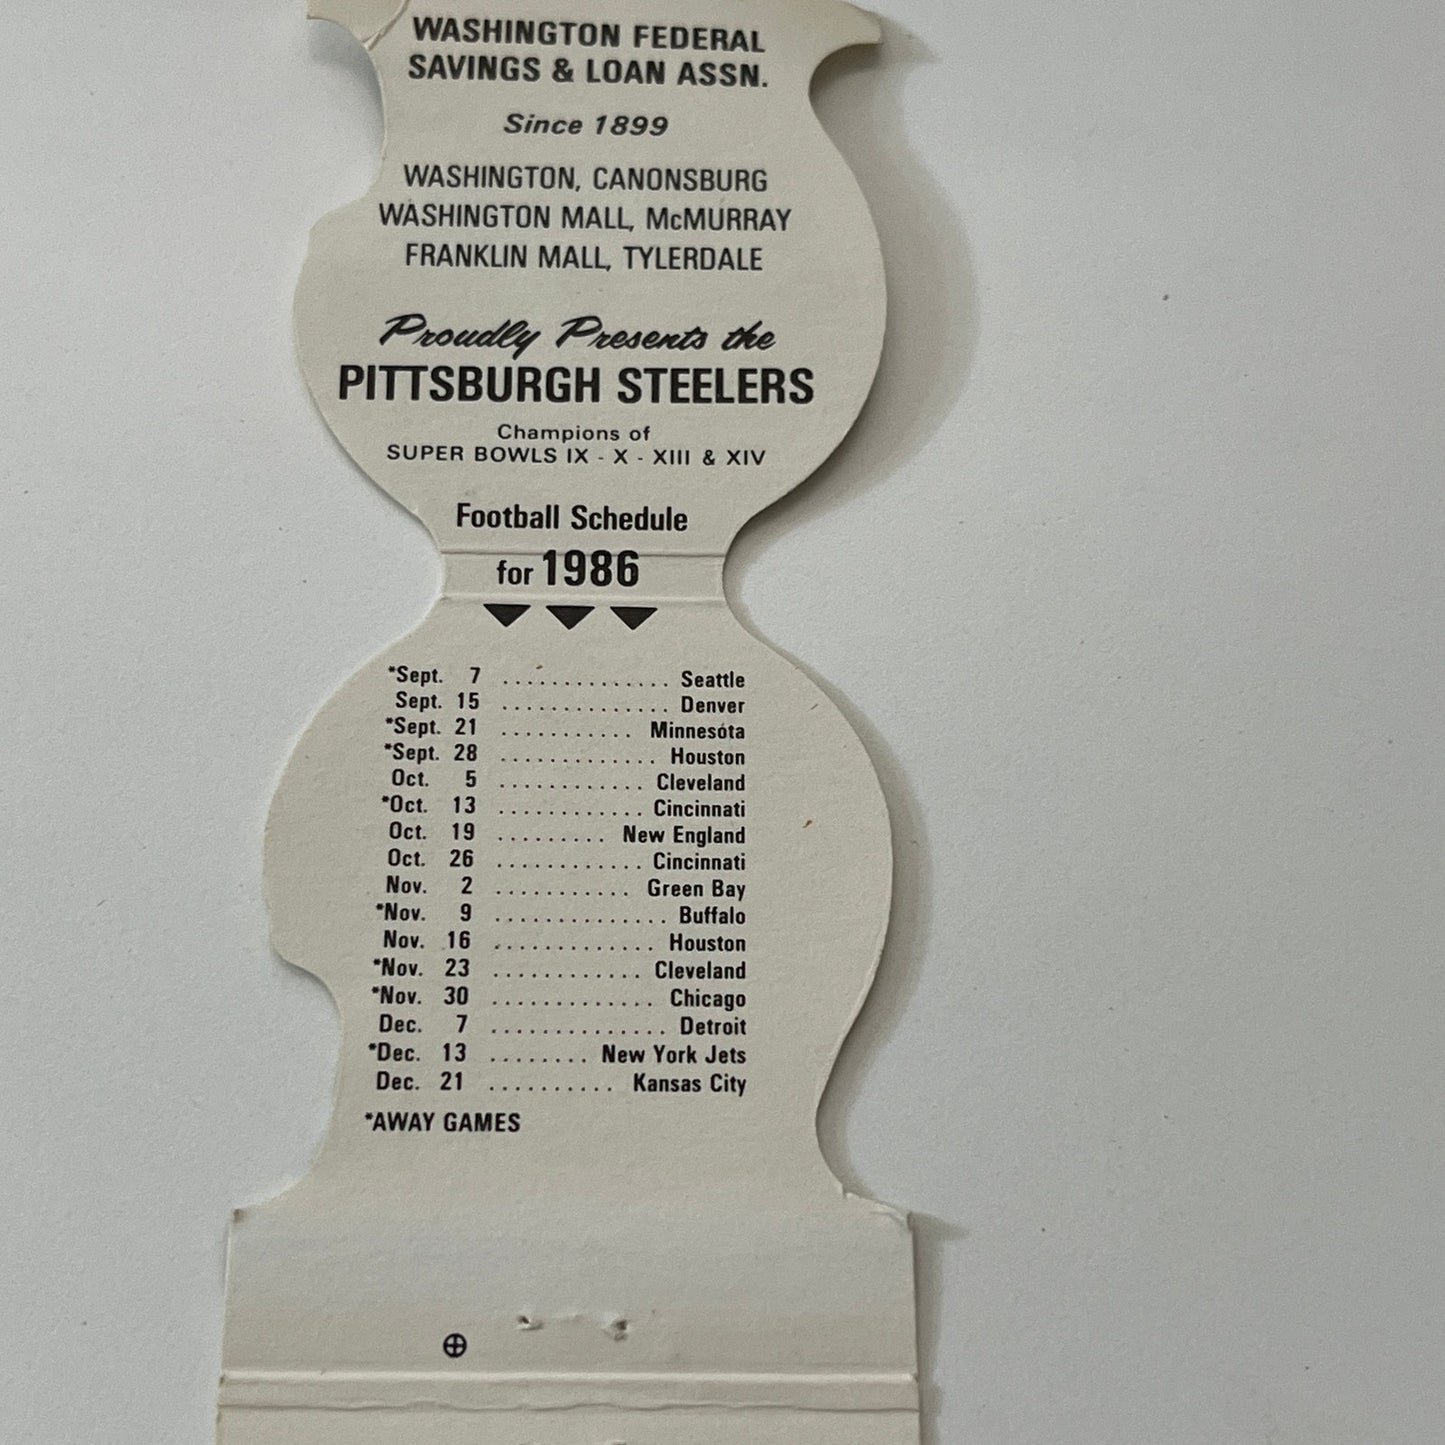 WASHINGTON FEDERAL
SAVINGS & LOAN ASSN.
Since 1899
WASHINGTON, CANONSBURG
WASHINGTON MALL, McMURRAY
FRANKLIN MALL, TYLERDALE
Proudly Presents the
PITTSBURGH STEELERS
Champions of
SUPER BOWLS IX - X - XIII & XIV
Football Schedule
for 1986
*Sept. 7 .............. Seattle
Sept. 15 .............. Denver
*Sept. 21 ........... Minnesota
*Sept. 28 ............. Houston
Oct. 5 ............ Cleveland
*Oct. 13 ............ Cincinnati
Oct. 19 ......... New England
Oct. 26 ............ Cincinnati
Nov. 2 ........... Green Bay
*Nov. 9 .............. Buffalo
Nov. 16 ............. Houston
*Nov. 23 ............ Cleveland
*Nov. 30 ............. Chicago
Dec. 7 .............. Detroit
*Dec. 13 ........ New York Jets
Dec. 21 .......... Kansas City
*AWAY GAMES